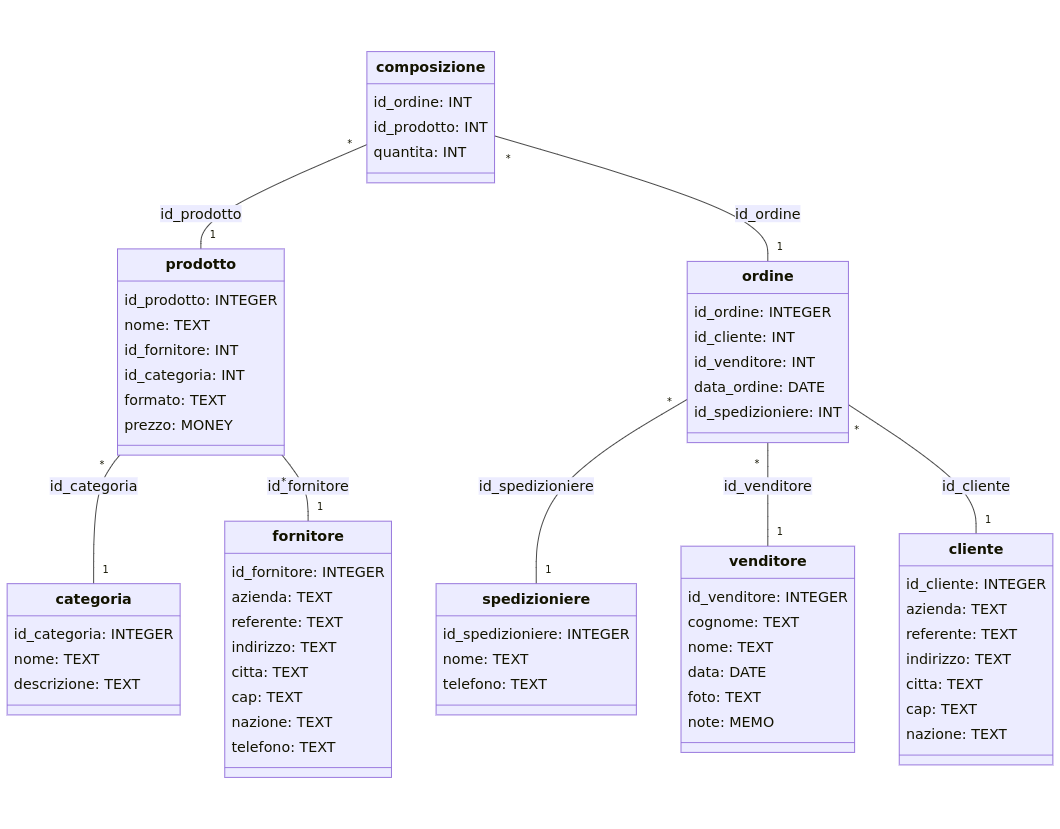 composizione
id_ordine: INT
id_prodotto: INT
quantita: INT
*
*
id_prodotto
id_ordine
1
1
prodotto
id_prodotto: INTEGER
nome: TEXT
id_fornitore: INT
id_categoria: INT
formato: TEXT
prezzo: MONEY
ordine
id_ordine: INTEGER
id_cliente: INT
id_venditore: INT
data_ordine: DATE
id_spedizioniere: INT
*
*
*
*
*
id_categoria
id_fornitore
id_spedizioniere
id_venditore
id_cliente
1
1
1
1
1
categoria
id_categoria: INTEGER
nome: TEXT
descrizione: TEXT
fornitore
id_fornitore: INTEGER
azienda: TEXT
referente: TEXT
indirizzo: TEXT
citta: TEXT
cap: TEXT
nazione: TEXT
telefono: TEXT
spedizioniere
id_spedizioniere: INTEGER
nome: TEXT
telefono: TEXT
venditore
id_venditore: INTEGER
cognome: TEXT
nome: TEXT
data: DATE
foto: TEXT
note: MEMO
cliente
id_cliente: INTEGER
azienda: TEXT
referente: TEXT
indirizzo: TEXT
citta: TEXT
cap: TEXT
nazione: TEXT